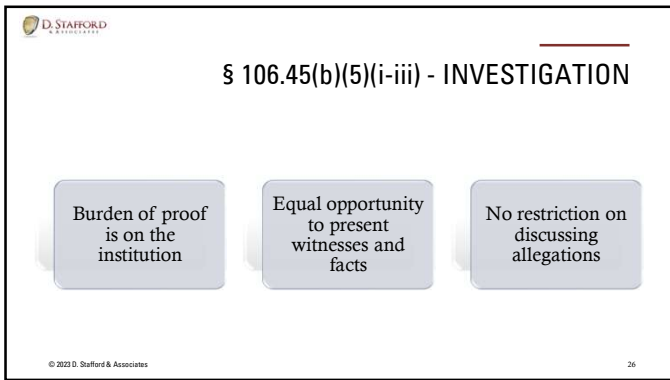 D. STAFFORD
& ASSOCIATES
§ 106.45(b)(5)(i-iii) - INVESTIGATION
Burden of proof
is on the
institution
Equal opportunity
to present
witnesses and
facts
No restriction on
discussing
allegations
© 2023 D. Stafford & Associates
26